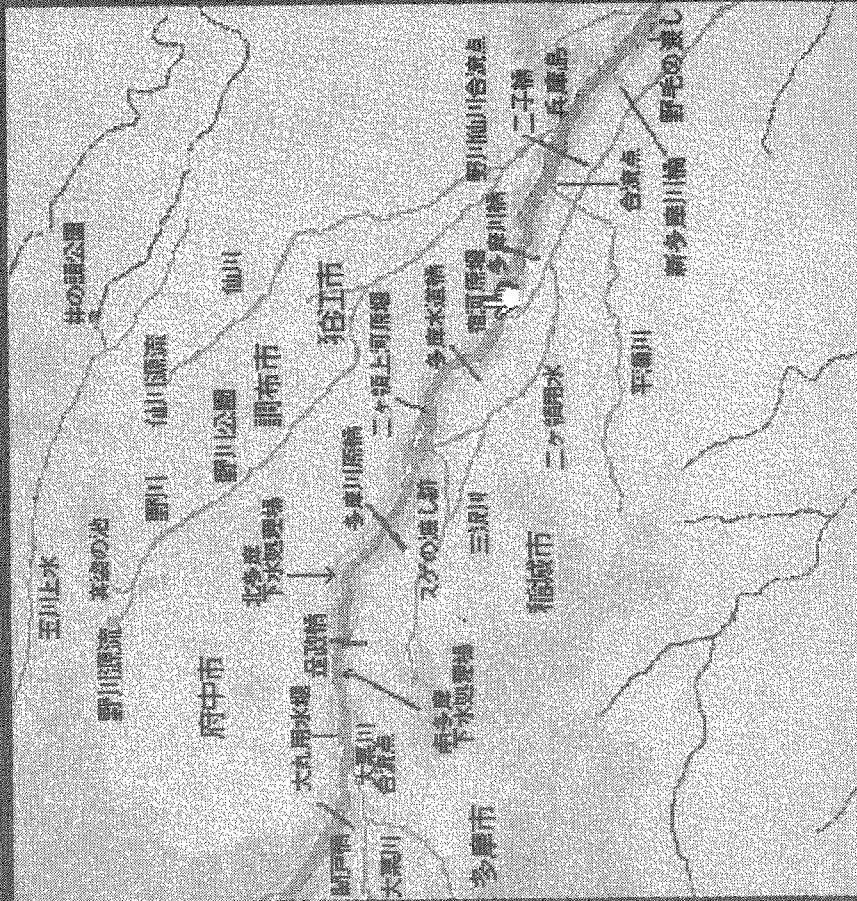 玉川上水
井の頭公園
仙川
仙川源流
野川公園
野川
真姿の池
野川源流
府中市
調布市
狛江市
野川仙川合流点
二子橋
兵庫島
野毛の渡し
新多摩川橋
合流点
多摩川橋
宿河原堰
多摩水道橋
二ヶ領上河原堰
多摩川原橋
北多摩
下水処理場
是政橋
大丸用水堰
大栗川
合流点
関戸橋
大栗川
多摩市
南多摩
下水処理場
スゲの渡し跡
三沢川
稲城市
二ヶ領用水
平瀬川